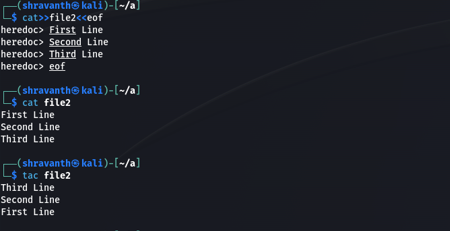 ┌──(shravanth㉿kali)-[~/a]
└─$ cat>>file2<<eof
heredoc> First Line
heredoc> Second Line
heredoc> Third Line
heredoc> eof
┌──(shravanth㉿kali)-[~/a]
└─$ cat file2
First Line
Second Line
Third Line
┌──(shravanth㉿kali)-[~/a]
└─$ tac file2
Third Line
Second Line
First Line